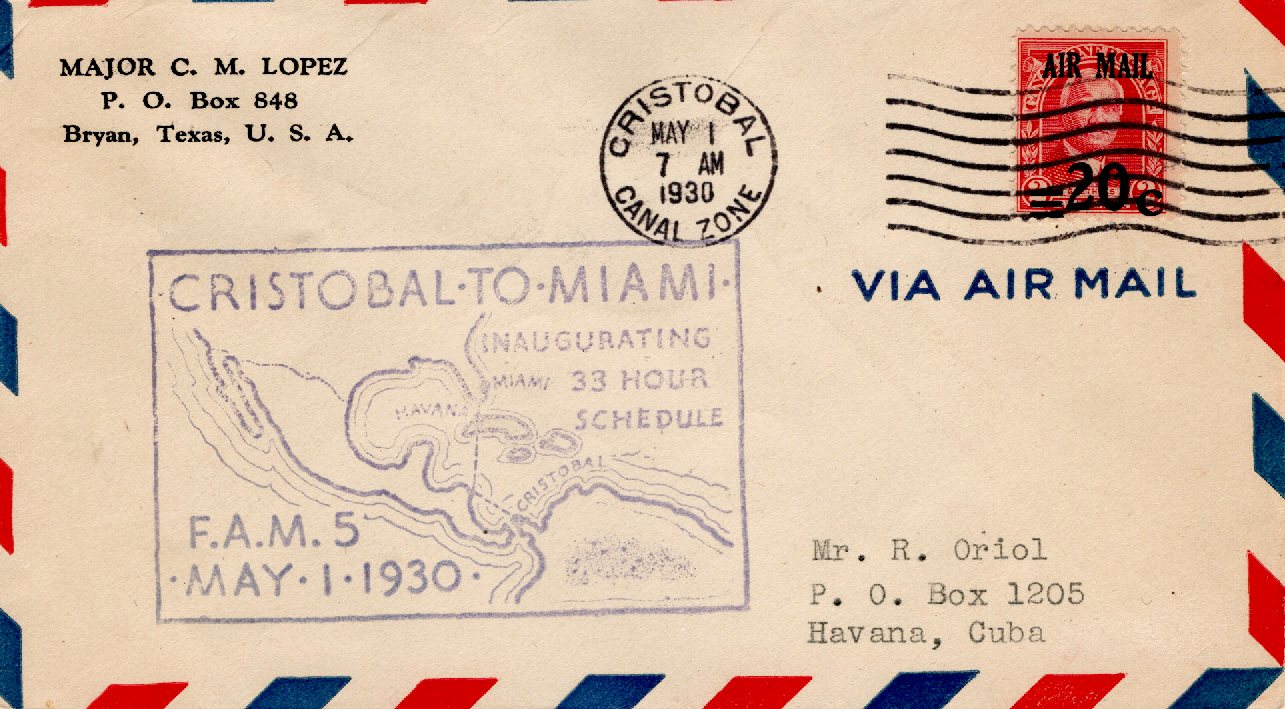 MAJOR C. M. LOPEZ
P. O. Box 848
Bryan, Texas, U. S. A.
CRISTOBAL
MAY 1
7 AM
1930
CANAL ZONE
AIR MAIL
20c
VIA AIR MAIL
CRISTOBAL·TO·MIAMI·
INAUGURATING
MIAMI 33 HOUR
HAVANA SCHEDULE
CRISTOBAL
F.A.M. 5
·MAY·1·1930·
Mr. R. Oriol
P. O. Box 1205
Havana, Cuba